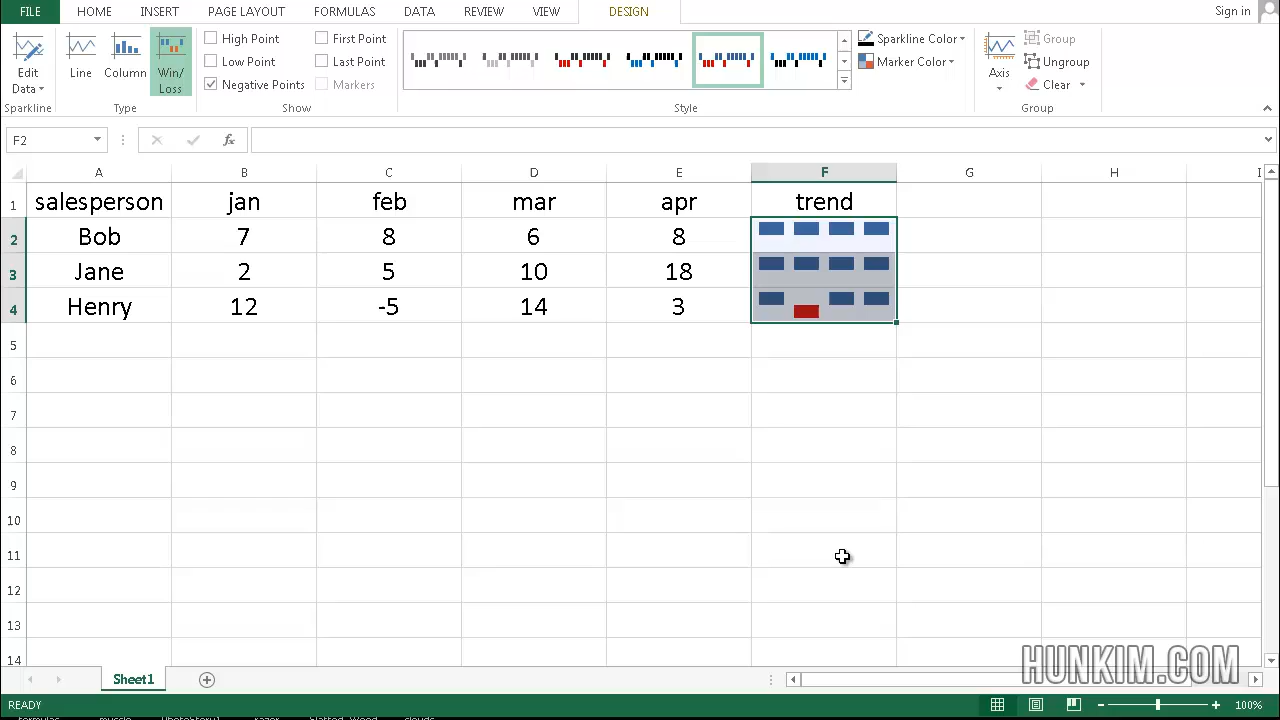 FILE HOME INSERT PAGE LAYOUT FORMULAS DATA REVIEW VIEW DESIGN Sign in
Edit Data
Line
Column
Win/ Loss
High Point
First Point
Low Point
Last Point
Negative Points
Markers
Sparkline Color
Marker Color
Axis
Group
Ungroup
Clear
Sparkline Type Show Style Group
F2 fx
A B C D E F G H I
1 salesperson jan feb mar apr trend
2 Bob 7 8 6 8
3 Jane 2 5 10 18
4 Henry 12 -5 14 3
5
6
7
8
9
10
11
12
13
14
HUNKIM.COM
Sheet1
READY 100%